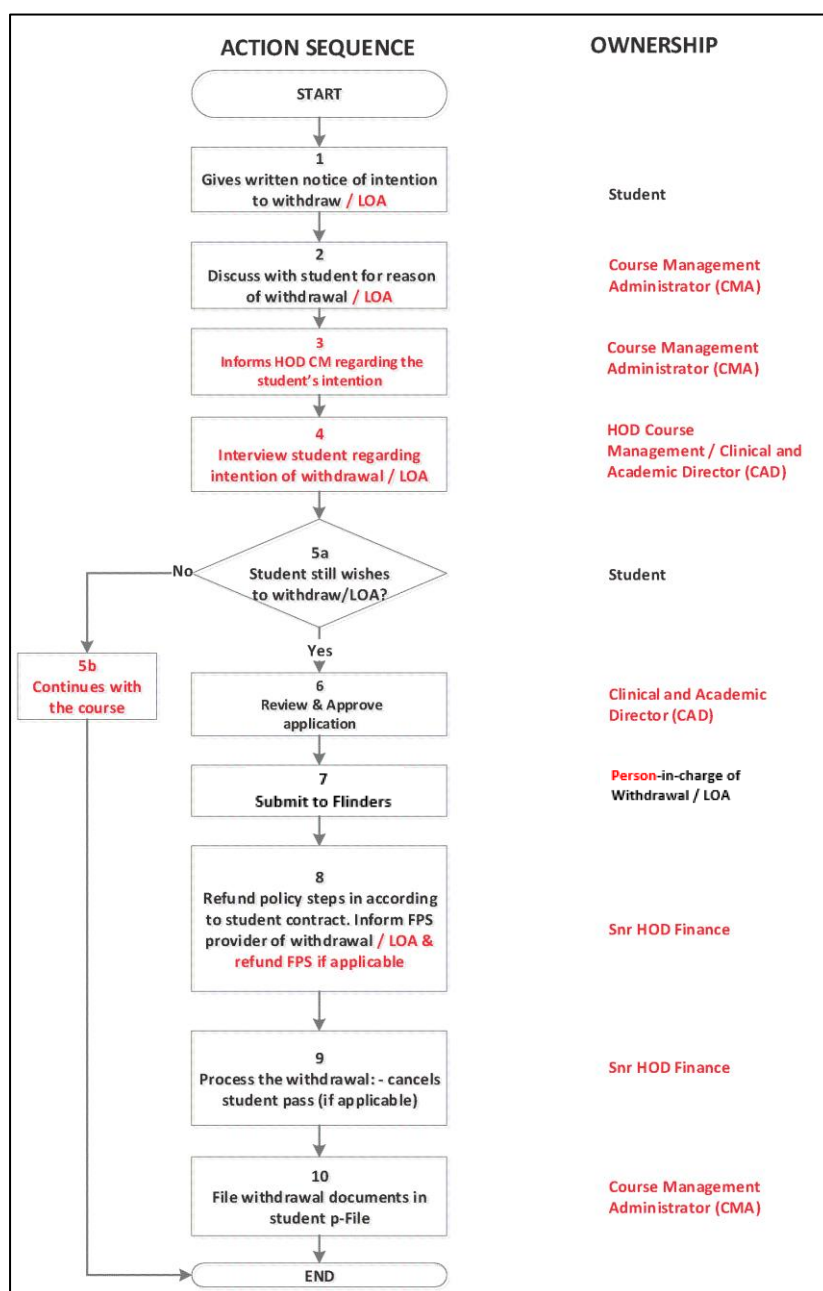 ACTION SEQUENCE
OWNERSHIP
START
1
Gives written notice of intention
to withdraw / LOA
Student
2
Discuss with student for reason
of withdrawal / LOA
Course Management
Administrator (CMA)
3
Informs HOD CM regarding the
student's intention
Course Management
Administrator (CMA)
4
Interview student regarding
intention of withdrawal / LOA
HOD Course
Management / Clinical and
Academic Director (CAD)
5a
Student still wishes
to withdraw/LOA?
Student
No
Yes
5b
Continues with
the course
6
Review & Approve
application
Clinical and Academic
Director (CAD)
7
Submit to Flinders
Person-in-charge of
Withdrawal / LOA
8
Refund policy steps in according
to student contract. Inform FPS
provider of withdrawal / LOA &
refund FPS if applicable
Snr HOD Finance
9
Process the withdrawal: - cancels
student pass (if applicable)
Snr HOD Finance
10
File withdrawal documents in
student p-File
Course Management
Administrator (CMA)
END